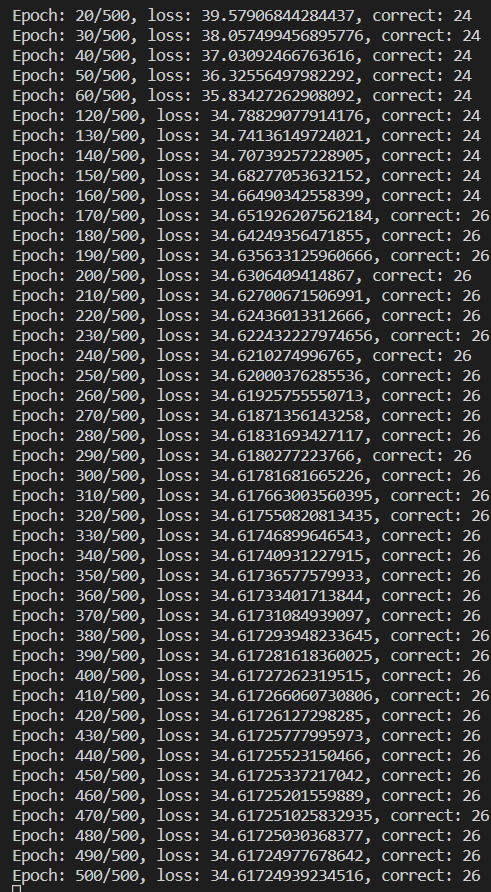 Epoch: 20/500, loss: 39.57906844284437, correct: 24
Epoch: 30/500, loss: 38.057499456895776, correct: 24
Epoch: 40/500, loss: 37.03092466763616, correct: 24
Epoch: 50/500, loss: 36.32556497982292, correct: 24
Epoch: 60/500, loss: 35.83427262908092, correct: 24
Epoch: 120/500, loss: 34.78829077914176, correct: 24
Epoch: 130/500, loss: 34.74136149724021, correct: 24
Epoch: 140/500, loss: 34.70739257228905, correct: 24
Epoch: 150/500, loss: 34.68277053632152, correct: 24
Epoch: 160/500, loss: 34.66490342558399, correct: 24
Epoch: 170/500, loss: 34.651926207562184, correct: 26
Epoch: 180/500, loss: 34.64249356471855, correct: 26
Epoch: 190/500, loss: 34.635633125960666, correct: 26
Epoch: 200/500, loss: 34.6306409414867, correct: 26
Epoch: 210/500, loss: 34.62700671506991, correct: 26
Epoch: 220/500, loss: 34.62436013312666, correct: 26
Epoch: 230/500, loss: 34.622432227974656, correct: 26
Epoch: 240/500, loss: 34.6210274996765, correct: 26
Epoch: 250/500, loss: 34.62000376285536, correct: 26
Epoch: 260/500, loss: 34.61925755550713, correct: 26
Epoch: 270/500, loss: 34.61871356143258, correct: 26
Epoch: 280/500, loss: 34.61831693427117, correct: 26
Epoch: 290/500, loss: 34.6180277223766, correct: 26
Epoch: 300/500, loss: 34.61781681665226, correct: 26
Epoch: 310/500, loss: 34.617663003560395, correct: 26
Epoch: 320/500, loss: 34.617550820813435, correct: 26
Epoch: 330/500, loss: 34.61746899646543, correct: 26
Epoch: 340/500, loss: 34.61740931227915, correct: 26
Epoch: 350/500, loss: 34.61736577579933, correct: 26
Epoch: 360/500, loss: 34.61733401713844, correct: 26
Epoch: 370/500, loss: 34.61731084939097, correct: 26
Epoch: 380/500, loss: 34.617293948233645, correct: 26
Epoch: 390/500, loss: 34.617281618360025, correct: 26
Epoch: 400/500, loss: 34.61727262319515, correct: 26
Epoch: 410/500, loss: 34.617266060730806, correct: 26
Epoch: 420/500, loss: 34.61726127298285, correct: 26
Epoch: 430/500, loss: 34.61725777995973, correct: 26
Epoch: 440/500, loss: 34.61725523150466, correct: 26
Epoch: 450/500, loss: 34.61725337217042, correct: 26
Epoch: 460/500, loss: 34.61725201559889, correct: 26
Epoch: 470/500, loss: 34.617251025832935, correct: 26
Epoch: 480/500, loss: 34.61725030368377, correct: 26
Epoch: 490/500, loss: 34.61724977678642, correct: 26
Epoch: 500/500, loss: 34.61724939234516, correct: 26